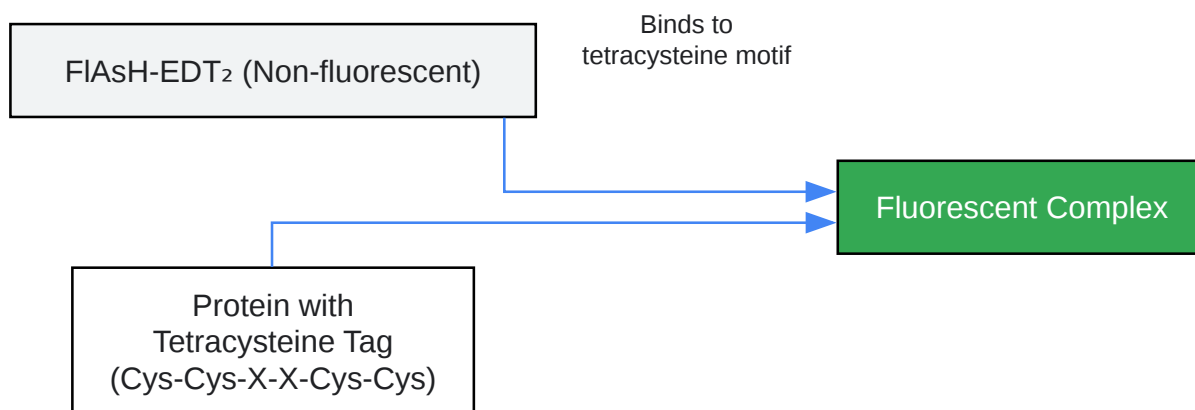 Binds to
tetracysteine motif
FlAsH-EDT₂ (Non-fluorescent)
Fluorescent Complex
Protein with
Tetracysteine Tag
(Cys-Cys-X-X-Cys-Cys)